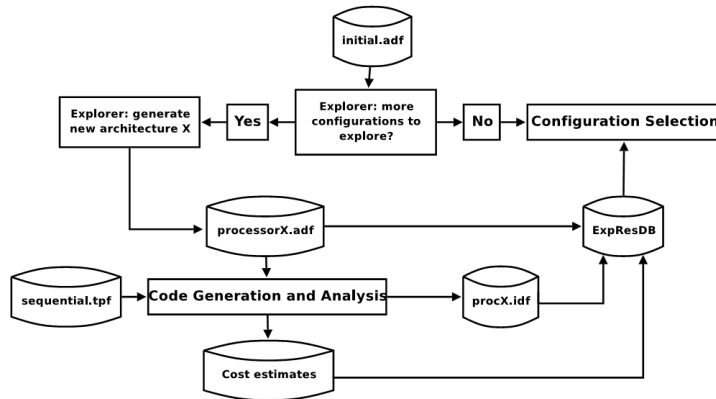 initial.adf
Explorer: generate
new architecture X
Yes
Explorer: more
configurations to
explore?
No
Configuration Selection
processorX.adf
ExpResDB
sequential.tpf
Code Generation and Analysis
procX.idf
Cost estimates